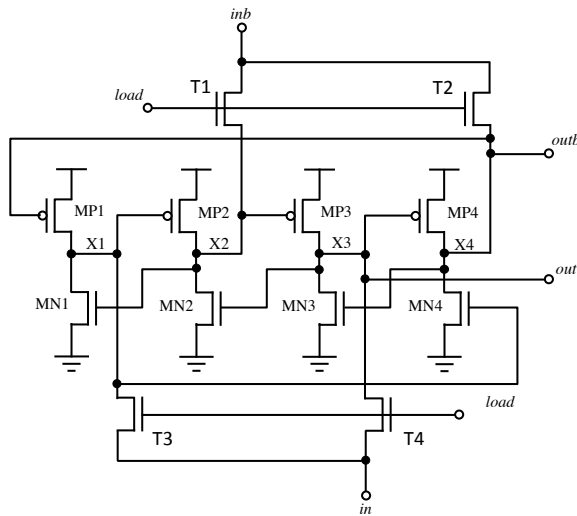 inb
T1
T2
load
outb
MP1
MP2
MP3
MP4
X1
X2
X3
X4
out
MN1
MN2
MN3
MN4
load
T3
T4
in